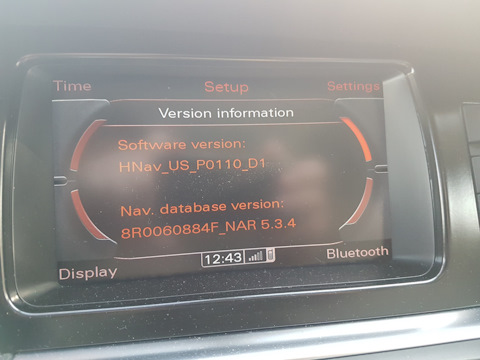 Time Setup Settings
Version information
Software version:
HNav_US_P0110_D1
Nav. database version:
8R0060884F_NAR 5.3.4
12:43
Display Bluetooth